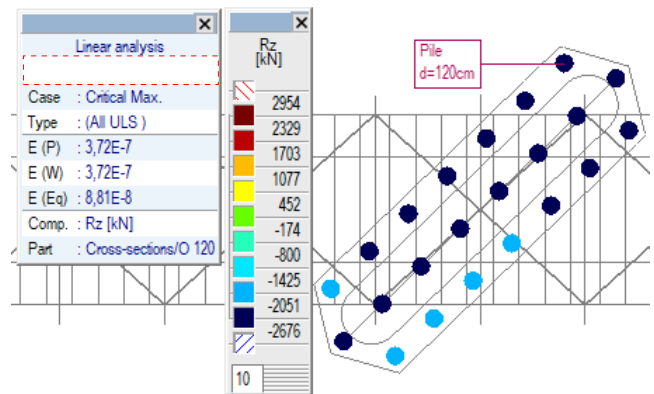 Linear analysis
Case : Critical Max.
Type : (All ULS )
E (P) : 3,72E-7
E (W) : 3,72E-7
E (Eq) : 8,81E-8
Comp. : Rz [kN]
Part : Cross-sections/O 120
Rz
[kN]
2954
2329
1703
1077
452
-174
-800
-1425
-2051
-2676
10
Pile
d=120cm